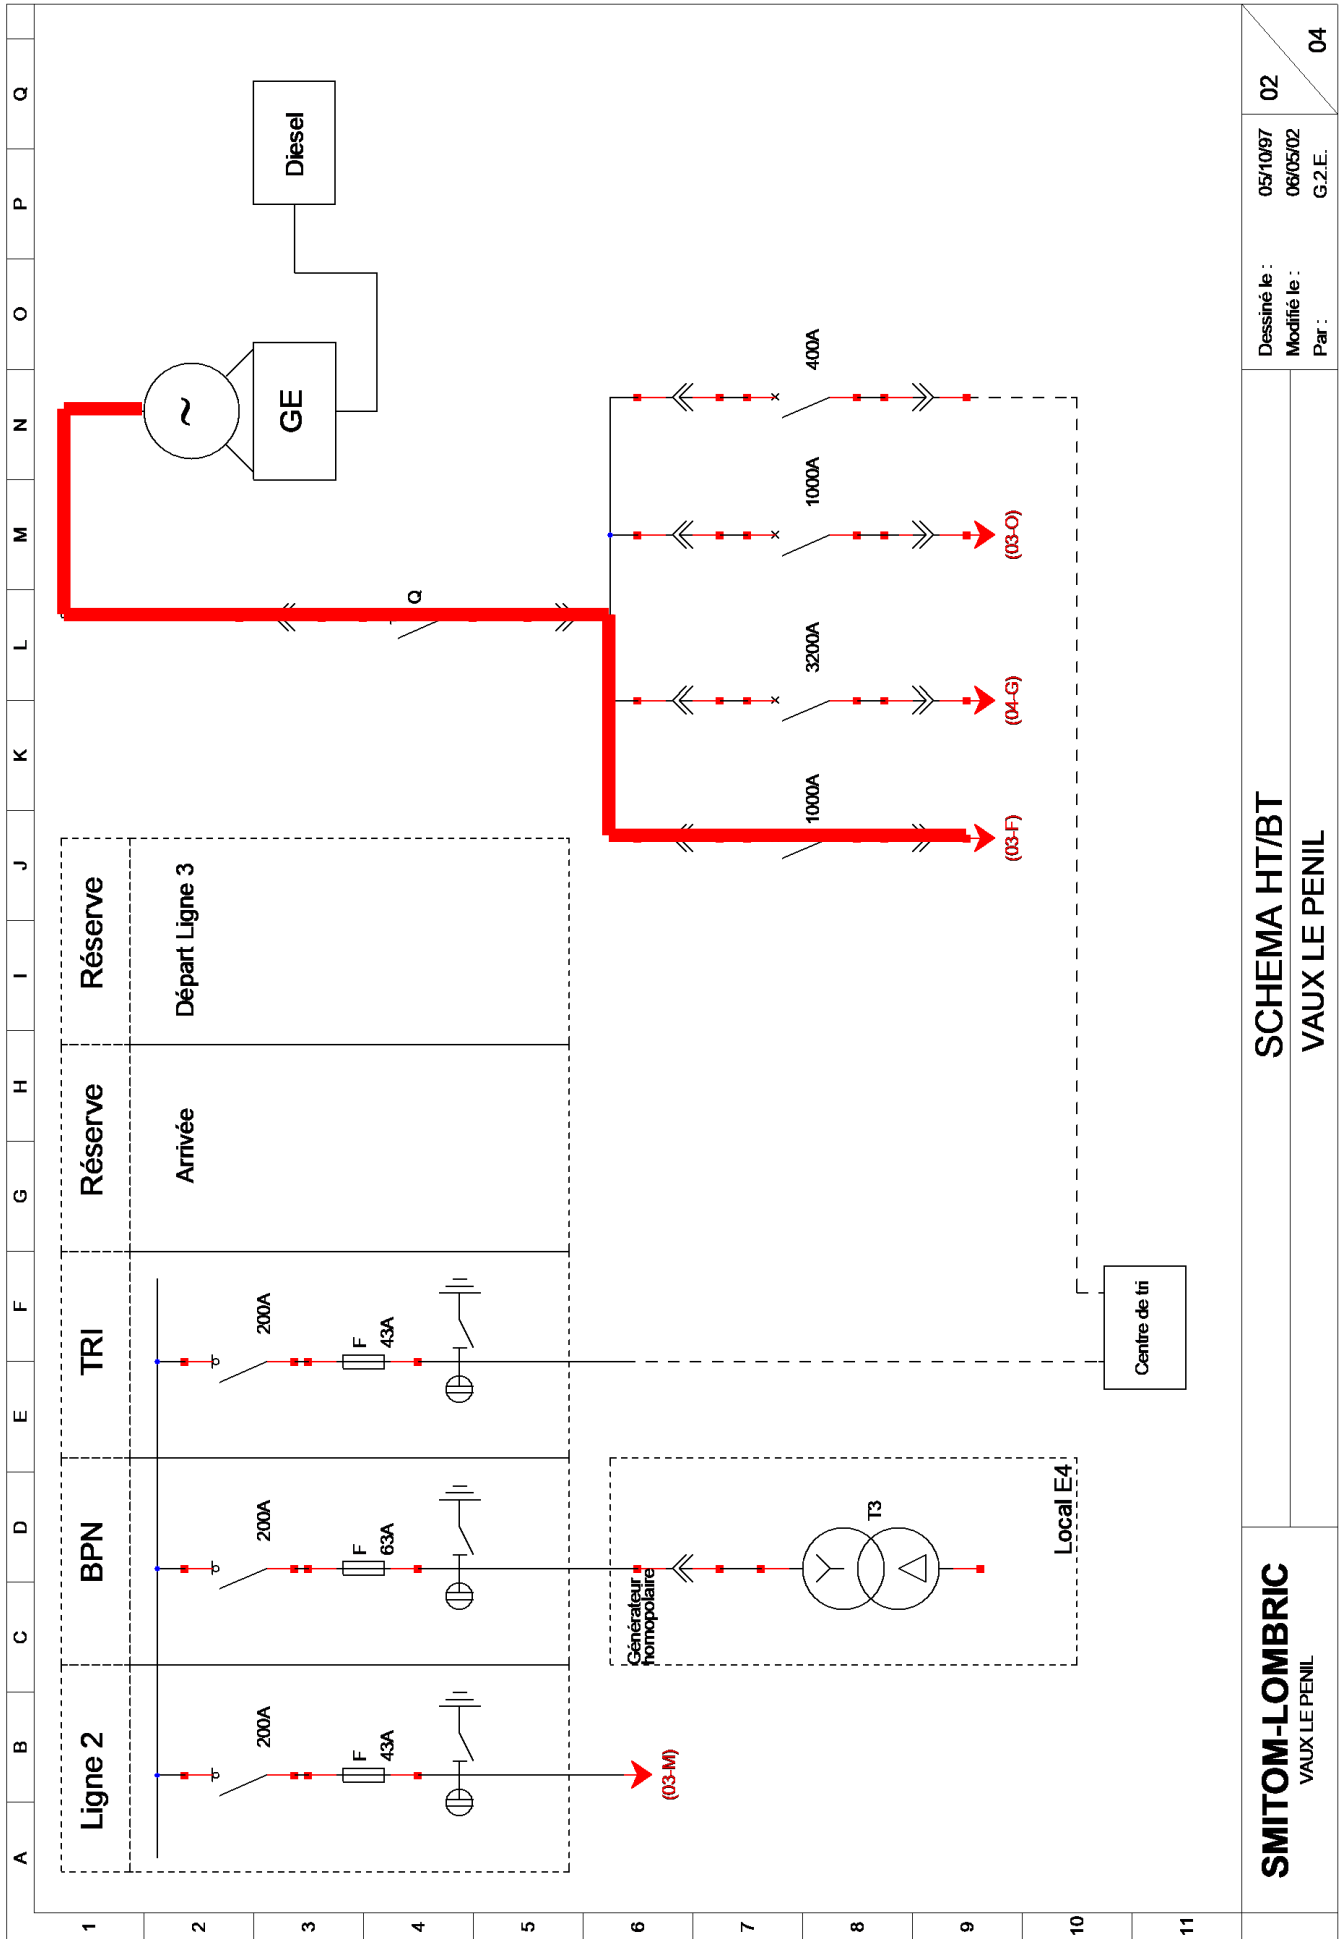 A B C D E F G H I J K L M N O P Q
1
2
3
4
5
6
7
8
9
10
11
Ligne 2
BPN
TRI
Réserve
Réserve
Arrivée
Départ Ligne 3
200A
200A
200A
F
43A
F
63A
F
43A
(03-M)
Générateur
homopolaire
T3
Local E4
Centre de tri
~
GE
Diesel
Q
1000A
3200A
1000A
400A
(03-F)
(04-G)
(03-O)
SMITOM-LOMBRIC
VAUX LE PENIL
SCHEMA HT/BT
VAUX LE PENIL
Dessiné le : 05/10/97
Modifié le : 06/05/02
Par : G.2.E.
02
04